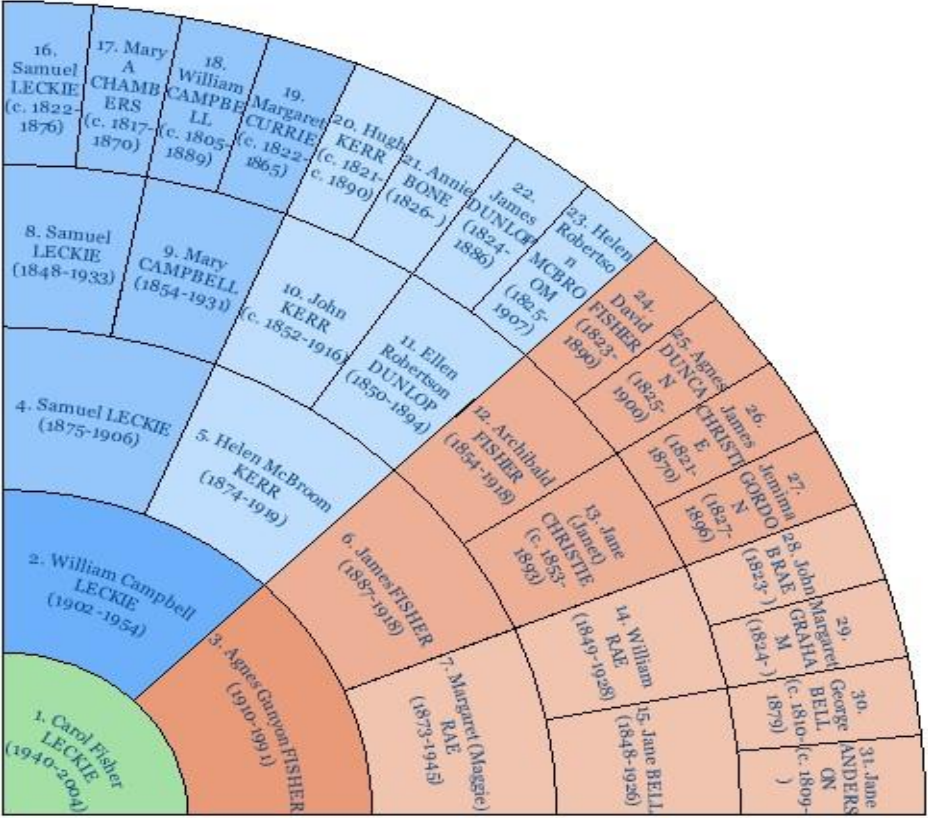 16.
Samuel
LECKIE
(c. 1822-
1876)
17. Mary
A
CHAMB
ERS
(c. 1817-
1870)
18.
William
CAMPBE
LL
(c. 1805-
1889)
19.
Margaret
CURRIE
(c. 1822-
1865)
20. Hugh
KERR
(c. 1821-
c. 1890)
21. Annie
BONE
(1826- )
22.
James
DUNLOP
(1824-
1886)
23. Helen
Robertso
n
MCBRO
OM
(1825-
1907)
24.
David
FISHER
(1823-
1890)
25. Agnes
DUNCA
N
(1825-
1900)
26.
James
CHRISTI
E
(1821-
1870)
27.
Jemima
GORDO
N
(1827-
1896)
28. John
BRAE
(1823- )
29.
Margaret
GRAHA
M
(1824- )
30.
George
BELL
(c. 1810-
1879)
31. Jane
ANDERS
ON
(c. 1809-
)
8. Samuel
LECKIE
(1848-1933)
9. Mary
CAMPBELL
(1854-1931)
10. John
KERR
(c. 1852-1916)
11. Ellen
Robertson
DUNLOP
(1850-1894)
12. Archibald
FISHER
(1854-1918)
13. Jane
(Janet)
CHRISTIE
(c. 1853-
1893)
14. William
RAE
(1849-1928)
15. Jane BELL
(1848-1926)
4. Samuel LECKIE
(1875-1906)
5. Helen McBroom
KERR
(1874-1919)
6. James FISHER
(1887-1918)
7. Margaret (Maggie)
RAE
(1873-1945)
2. William Campbell
LECKIE
(1902-1954)
3. Agnes Gunyon FISHER
(1910-1991)
1. Carol Fisher
LECKIE
(1940-2004)